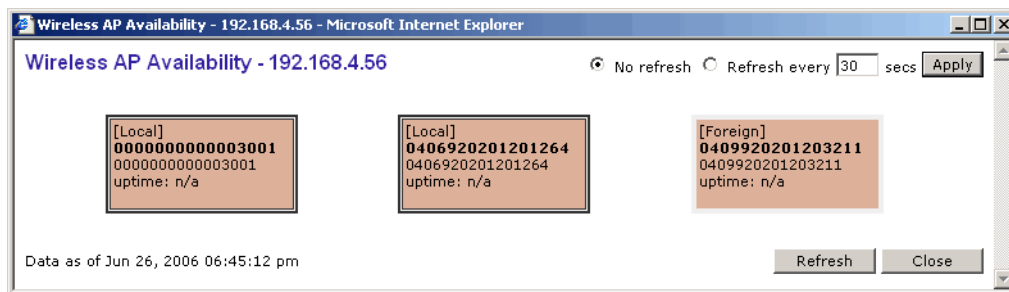 Wireless AP Availability - 192.168.4.56 - Microsoft Internet Explorer
Wireless AP Availability - 192.168.4.56
No refresh Refresh every 30 secs Apply
[Local]
0000000000003001
0000000000003001
uptime: n/a
[Local]
0406920201201264
0406920201201264
uptime: n/a
[Foreign]
0409920201203211
0409920201203211
uptime: n/a
Data as of Jun 26, 2006 06:45:12 pm
Refresh Close